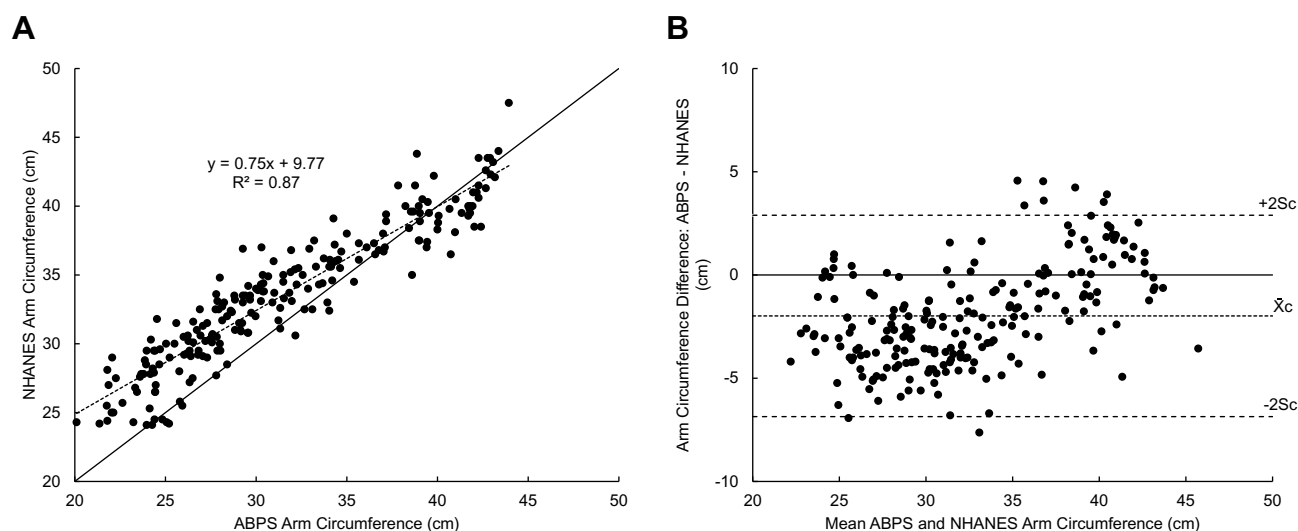 A
50
45
40
35
30
25
20
20 25 30 35 40 45 50
NHANES Arm Circumference (cm)
ABPS Arm Circumference (cm)
y = 0.75x + 9.77
R² = 0.87
B
10
5
0
-5
-10
20 25 30 35 40 45 50
Arm Circumference Difference: ABPS - NHANES
(cm)
Mean ABPS and NHANES Arm Circumference (cm)
+2Sc
X̄c
-2Sc